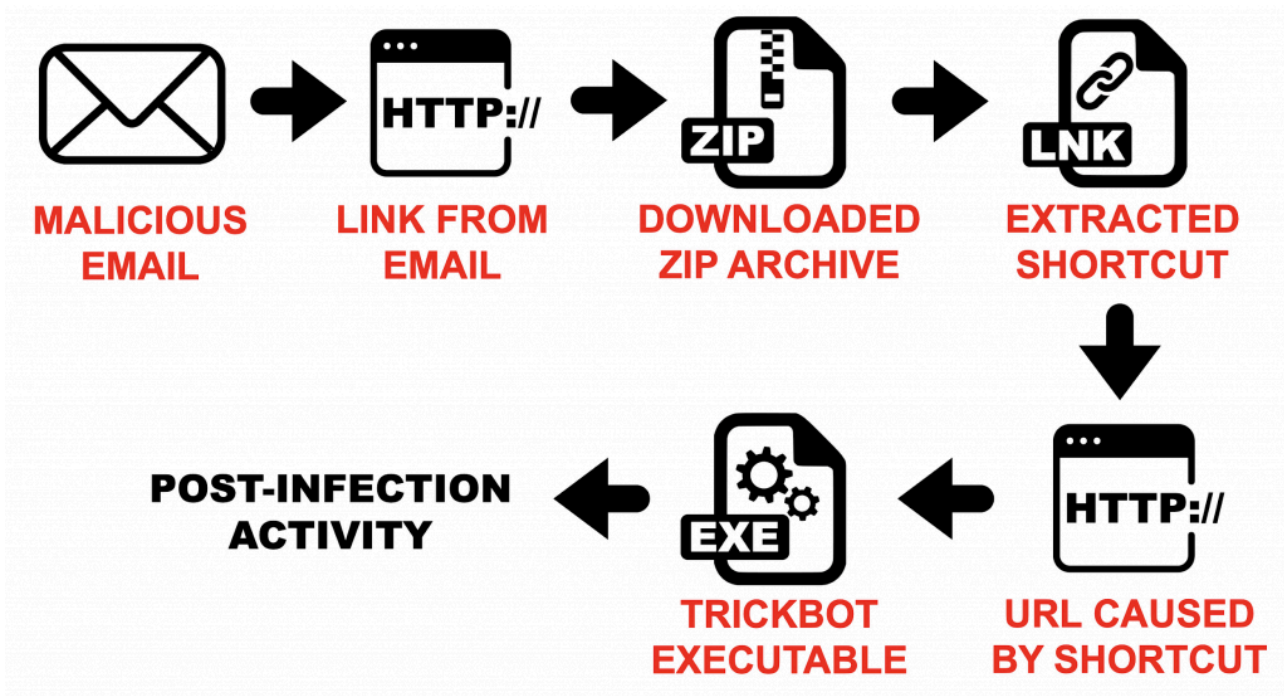 HTTP://
ZIP
LNK
MALICIOUS
EMAIL
LINK FROM
EMAIL
DOWNLOADED
ZIP ARCHIVE
EXTRACTED
SHORTCUT
POST-INFECTION
ACTIVITY
EXE
HTTP://
TRICKBOT
EXECUTABLE
URL CAUSED
BY SHORTCUT